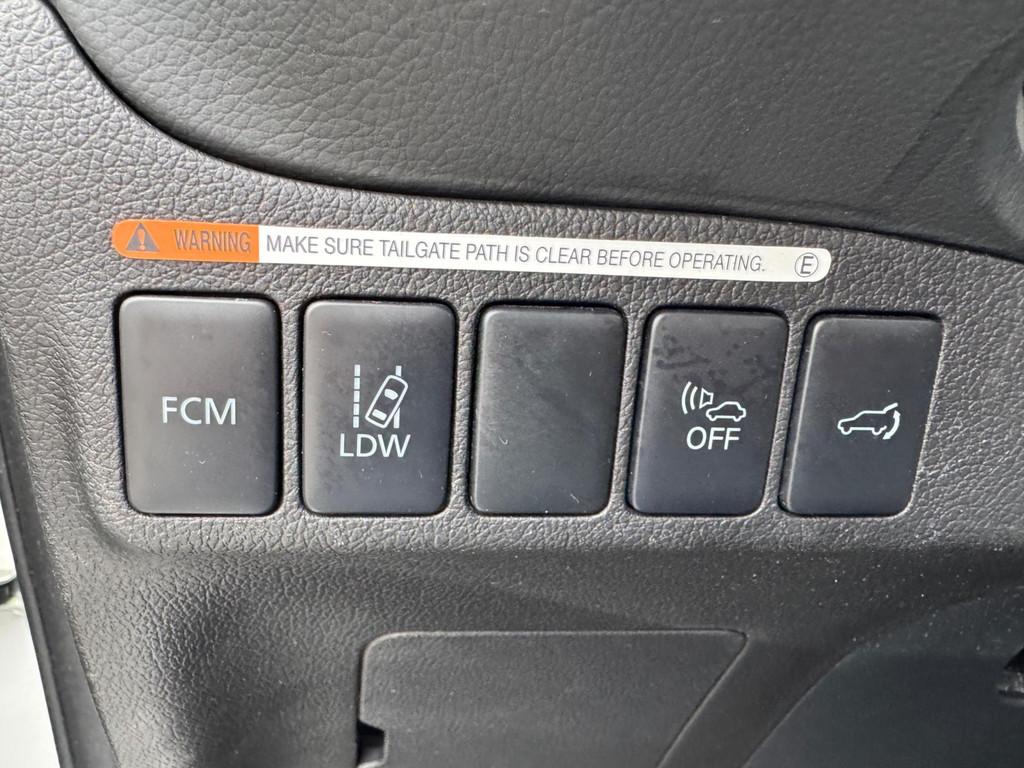 WARNING MAKE SURE TAILGATE PATH IS CLEAR BEFORE OPERATING. E
FCM
LDW
OFF